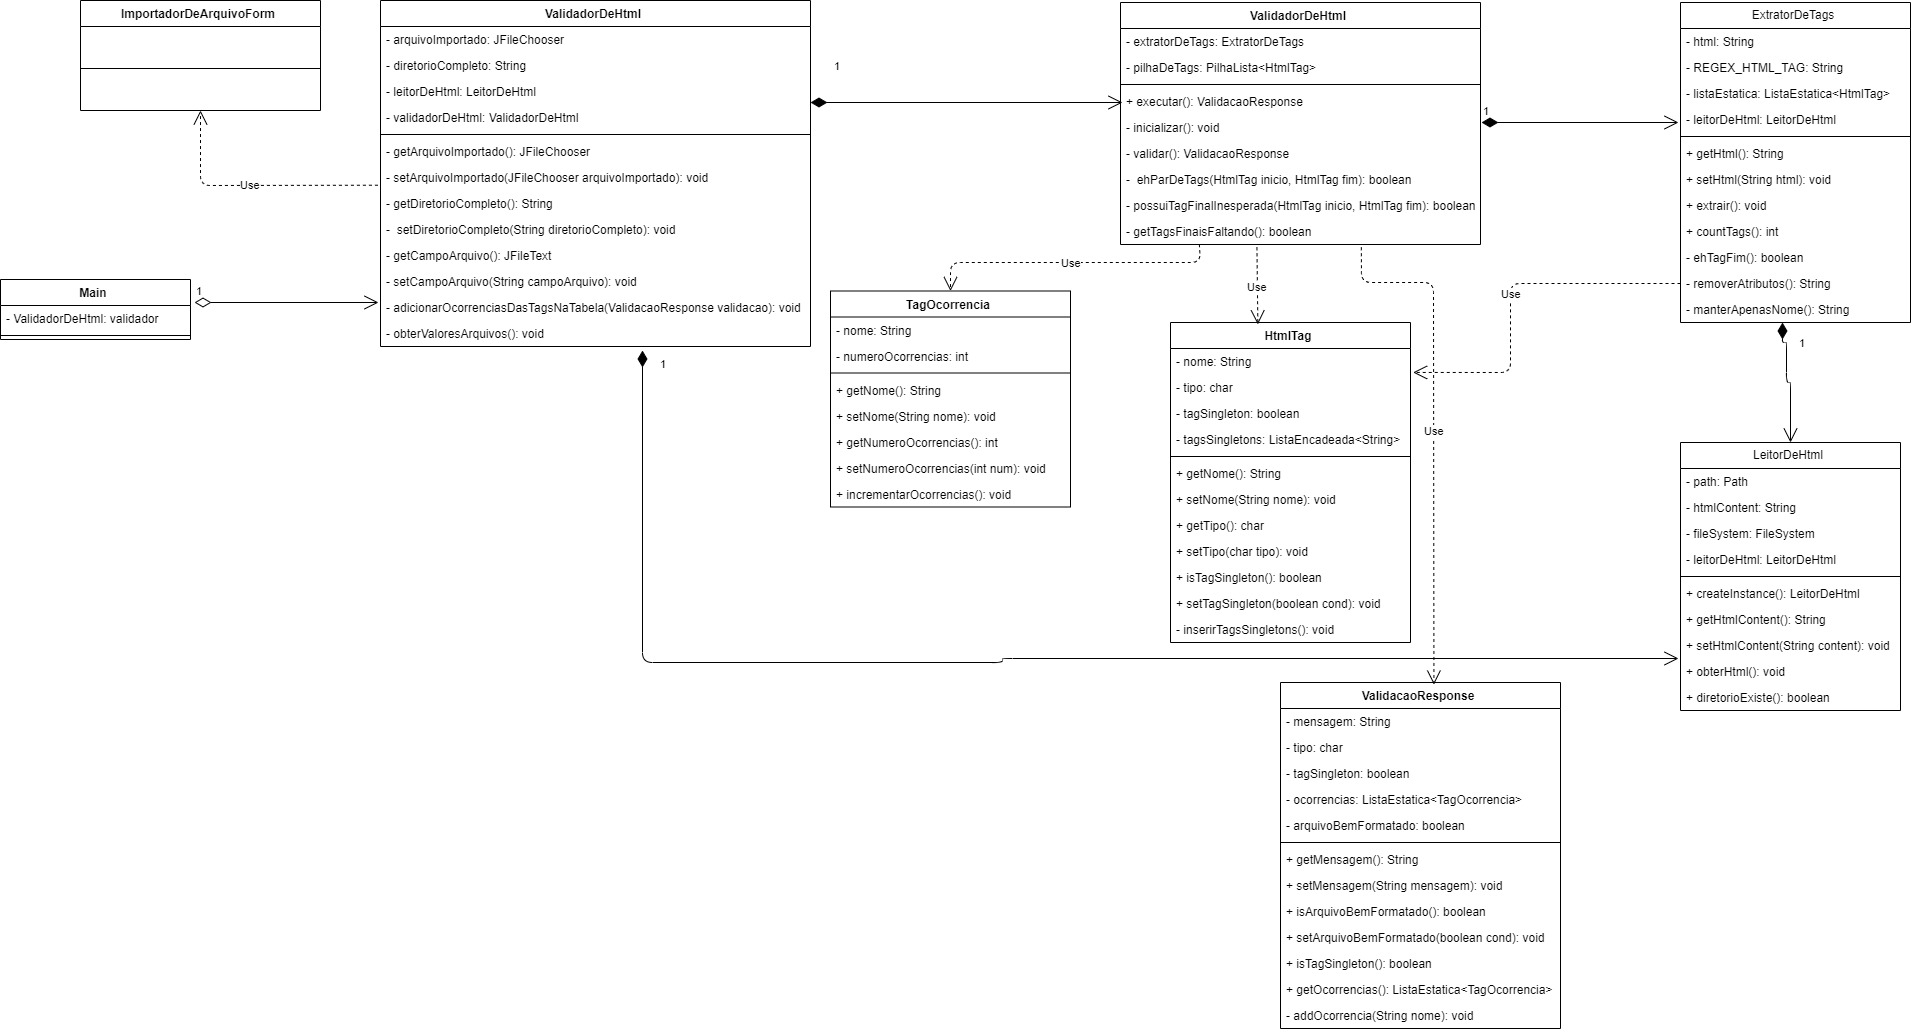 ImportadorDeArquivoForm
ValidadorDeHtml
- arquivoImportado: JFileChooser
- diretorioCompleto: String
- leitorDeHtml: LeitorDeHtml
- validadorDeHtml: ValidadorDeHtml
- getArquivoImportado(): JFileChooser
- setArquivoImportado(JFileChooser arquivoImportado): void
- getDiretorioCompleto(): String
-  setDiretorioCompleto(String diretorioCompleto): void
- getCampoArquivo(): JFileText
- setCampoArquivo(String campoArquivo): void
- adicionarOcorrenciasDasTagsNaTabela(ValidacaoResponse validacao): void
- obterValoresArquivos(): void
Use
Main
- ValidadorDeHtml: validador
1
1
1
ValidadorDeHtml
- extratorDeTags: ExtratorDeTags
- pilhaDeTags: PilhaLista<HtmlTag>
+ executar(): ValidacaoResponse
- inicializar(): void
- validar(): ValidacaoResponse
-  ehParDeTags(HtmlTag inicio, HtmlTag fim): boolean
- possuiTagFinalInesperada(HtmlTag inicio, HtmlTag fim): boolean
- getTagsFinaisFaltando(): boolean
1
ExtratorDeTags
- html: String
- REGEX_HTML_TAG: String
- listaEstatica: ListaEstatica<HtmlTag>
- leitorDeHtml: LeitorDeHtml
+ getHtml(): String
+ setHtml(String html): void
+ extrair(): void
+ countTags(): int
- ehTagFim(): boolean
- removerAtributos(): String
- manterApenasNome(): String
Use
Use
Use
Use
1
TagOcorrencia
- nome: String
- numeroOcorrencias: int
+ getNome(): String
+ setNome(String nome): void
+ getNumeroOcorrencias(): int
+ setNumeroOcorrencias(int num): void
+ incrementarOcorrencias(): void
HtmlTag
- nome: String
- tipo: char
- tagSingleton: boolean
- tagsSingletons: ListaEncadeada<String>
+ getNome(): String
+ setNome(String nome): void
+ getTipo(): char
+ setTipo(char tipo): void
+ isTagSingleton(): boolean
+ setTagSingleton(boolean cond): void
- inserirTagsSingletons(): void
LeitorDeHtml
- path: Path
- htmlContent: String
- fileSystem: FileSystem
- leitorDeHtml: LeitorDeHtml
+ createInstance(): LeitorDeHtml
+ getHtmlContent(): String
+ setHtmlContent(String content): void
+ obterHtml(): void
+ diretorioExiste(): boolean
ValidacaoResponse
- mensagem: String
- tipo: char
- tagSingleton: boolean
- ocorrencias: ListaEstatica<TagOcorrencia>
- arquivoBemFormatado: boolean
+ getMensagem(): String
+ setMensagem(String mensagem): void
+ isArquivoBemFormatado(): boolean
+ setArquivoBemFormatado(boolean cond): void
+ isTagSingleton(): boolean
+ getOcorrencias(): ListaEstatica<TagOcorrencia>
- addOcorrencia(String nome): void